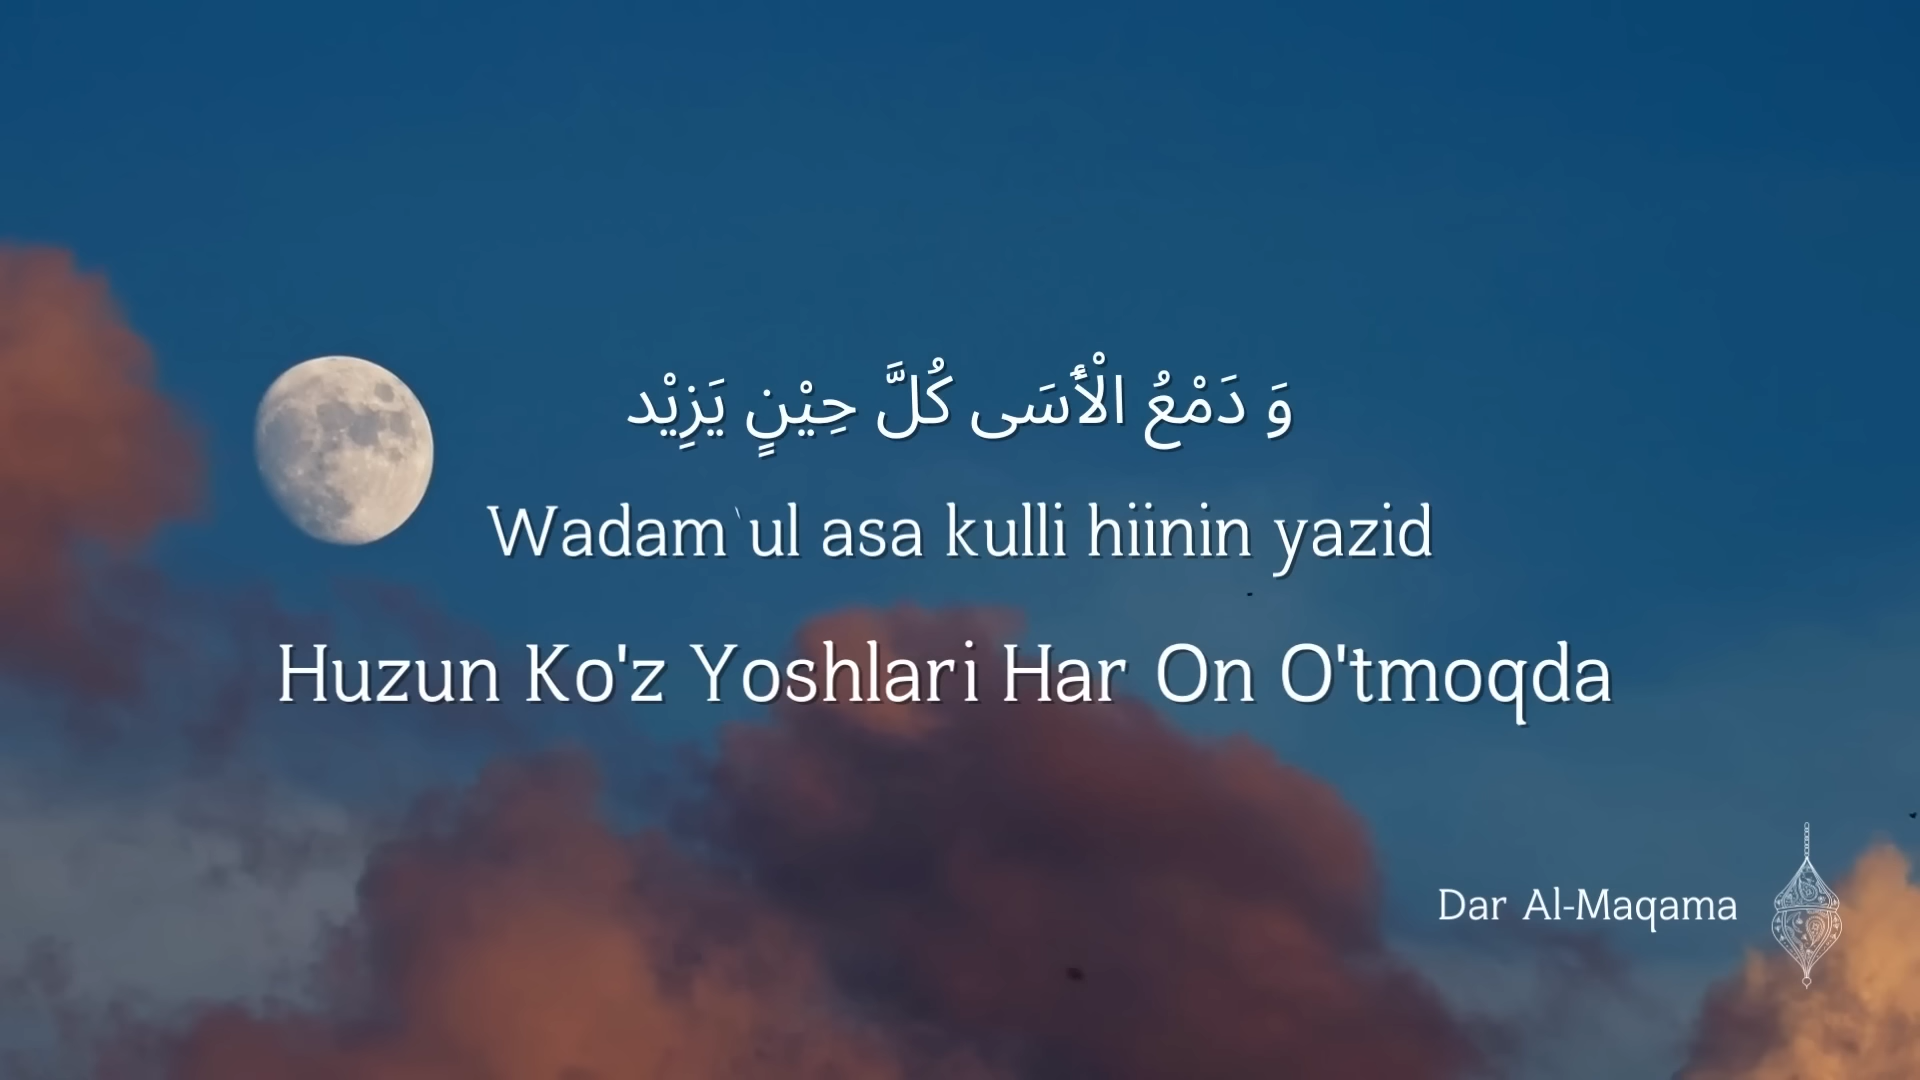 وَ دَمْعُ الْأَسَى كُلَّ حِيْنٍ يَزِيْد
Wadam`ul asa kulli hiinin yazid
Huzun Ko'z Yoshlari Har On O'tmoqda
Dar Al-Maqama